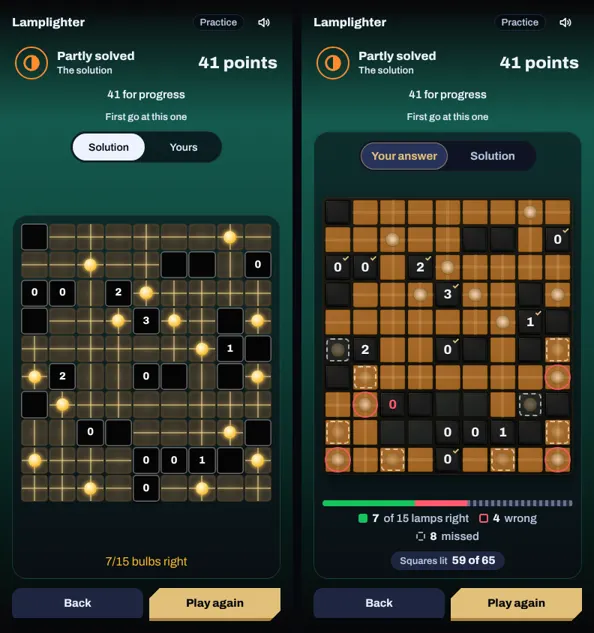 Lamplighter
Practice
Partly solved
The solution
41 points
41 for progress
First go at this one
Solution
Yours
0
0 0 2
3
1
2 0
0
0 0 1
0
7/15 bulbs right
Back
Play again
Lamplighter
Practice
Partly solved
The solution
41 points
41 for progress
First go at this one
Your answer
Solution
0
0 0 2
3
1
2 0
0
0 0 1
0
7 of 15 lamps right
4 wrong
8 missed
Squares lit 59 of 65
Back
Play again